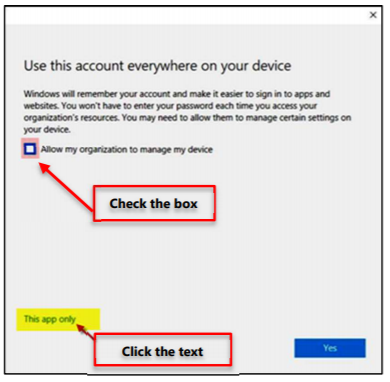 Use this account everywhere on your device
Windows will remember your account and make it easier to sign in to apps and
websites. You won't have to enter your password each time you access your
organization's resources. You may need to allow them to manage certain settings on
your device.
Allow my organization to manage my device
Check the box
This app only
Click the text
Yes